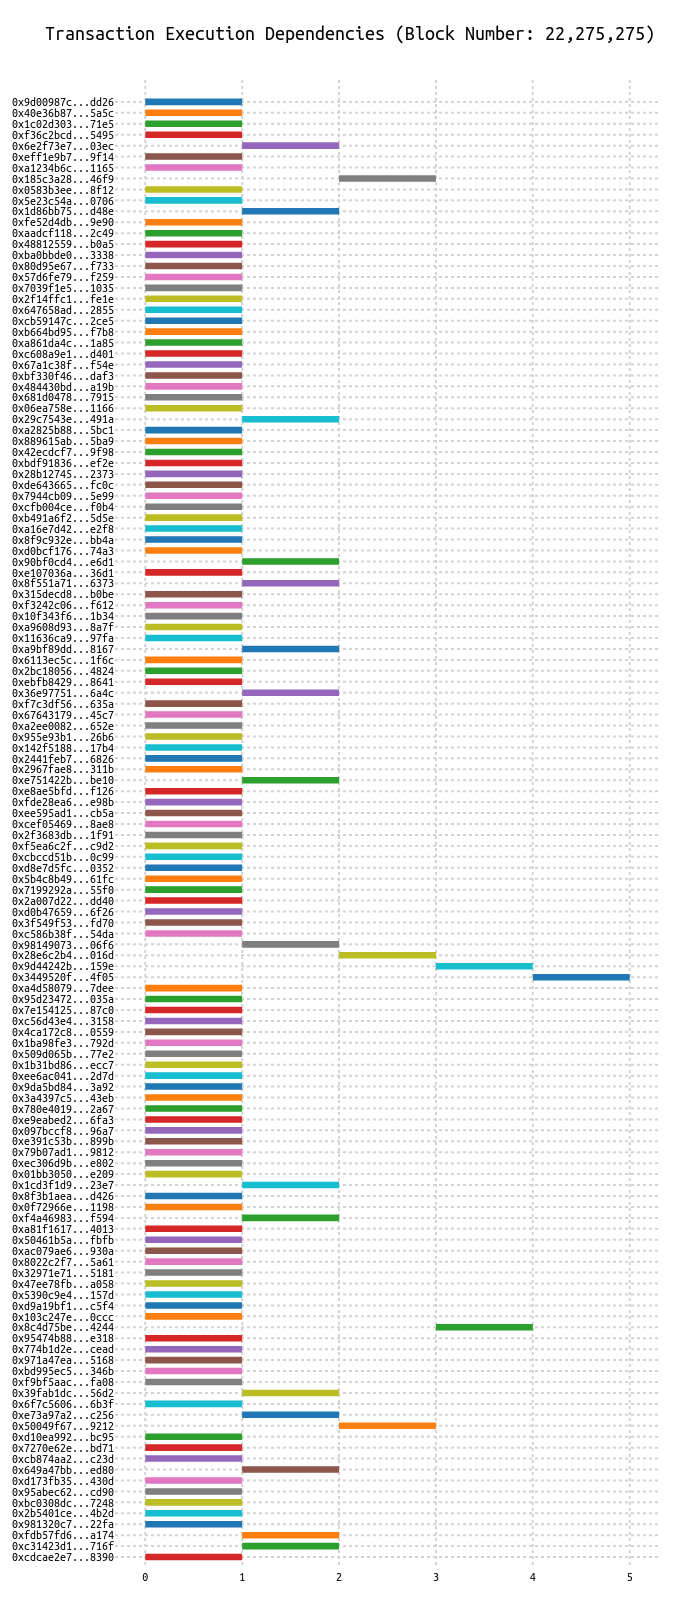 Transaction Execution Dependencies (Block Number: 22,275,275)
0x9d00987c...dd26
0x40e36b87...5a5c
0x1c02d303...71e5
0xf36c2bcd...5495
0x6e2f73e7...03ec
0xeff1e9b7...9f14
0xa1234b6c...1165
0x185c3a28...46f9
0x0583b3ee...8f12
0x5e23c54a...0706
0x1d86bb75...d48e
0xfe52d4db...9e90
0xaadcf118...2c49
0x48812559...b0a5
0xba0bbde0...3338
0x80d95e67...f733
0x57d6fe79...f259
0x7039f1e5...1035
0x2f14ffc1...fe1e
0x647658ad...2855
0xcb59147c...2ce5
0xb664bd95...f7b8
0xa861da4c...1a85
0xc608a9e1...d401
0x67a1c38f...f54e
0xbf330f46...daf3
0x484430bd...a19b
0x681d0478...7915
0x06ea758e...1166
0x29c7543e...491a
0xa2825b88...5bc1
0x889615ab...5ba9
0x42ecdcf7...9f98
0xbdf91836...ef2e
0x28b12745...2373
0xde643665...fc0c
0x7944cb09...5e99
0xcfb004ce...f0b4
0xb491a6f2...5d5e
0xa16e7d42...e2f8
0x8f9c932e...bb4a
0xd0bcf176...74a3
0x90bf0cd4...e6d1
0xe107036a...36d1
0x8f551a71...6373
0x315decd8...b0be
0xf3242c06...f612
0x10f343f6...1b34
0xa9608d93...8a7f
0x11636ca9...97fa
0xa9bf89dd...8167
0x6113ec5c...1f6c
0x2bc18056...4824
0xebfb8429...8641
0x36e97751...6a4c
0xf7c3df56...635a
0x67643179...45c7
0xa2ee0082...652e
0x955e93b1...26b6
0x142f5188...17b4
0x2441feb7...6826
0x2967fae8...311b
0xe751422b...be10
0xe8ae5bfd...f126
0xfde28ea6...e98b
0xee595ad1...cb5a
0xcef05469...8ae8
0x2f3683db...1f91
0xf5ea6c2f...c9d2
0xcbccd51b...0c99
0xd8e7d5fc...0352
0x5b4c8b49...61fc
0x7199292a...55f0
0x2a007d22...dd40
0xd0b47659...6f26
0x3f549f53...fd70
0xc586b38f...54da
0x98149073...06f6
0x28e6c2b4...016d
0x9d44242b...159e
0x3449520f...4f05
0xa4d58079...7dee
0x95d23472...035a
0x7e154125...87c0
0xc56d43e4...3158
0x4ca172c8...0559
0x1ba98fe3...792d
0x509d065b...77e2
0x1b31bd86...ecc7
0xee6ac041...2d7d
0x9da5bd84...3a92
0x3a4397c5...43eb
0x780e4019...2a67
0xe9eabed2...6fa3
0x097bccf8...96a7
0xe391c53b...899b
0x79b07ad1...9812
0xec306d9b...e802
0x01bb3050...e209
0x1cd3f1d9...23e7
0x8f3b1aea...d426
0x0f72966e...1198
0xf4a46983...f594
0xa81f1617...4013
0x50461b5a...fbfb
0xac079ae6...930a
0x8022c2f7...5a61
0x32971e71...5181
0x47ee78fb...a058
0x5390c9e4...157d
0xd9a19bf1...c5f4
0x103c247e...0ccc
0x8c4d75be...4244
0x95474b88...e318
0x774b1d2e...cead
0x971a47ea...5168
0xbd995ec5...346b
0xf9bf5aac...fa08
0x39fab1dc...56d2
0x6f7c5606...6b3f
0xe73a97a2...c256
0x50049f67...9212
0xd10ea992...bc95
0x7270e62e...bd71
0xcb874aa2...c23d
0x649a47bb...ed80
0xd173fb35...430d
0x95abec62...cd90
0xbc0308dc...7248
0x2b5401ce...4b2d
0x981320c7...22fa
0xfdb57fd6...a174
0xc31423d1...716f
0xcdcae2e7...8390
0 1 2 3 4 5